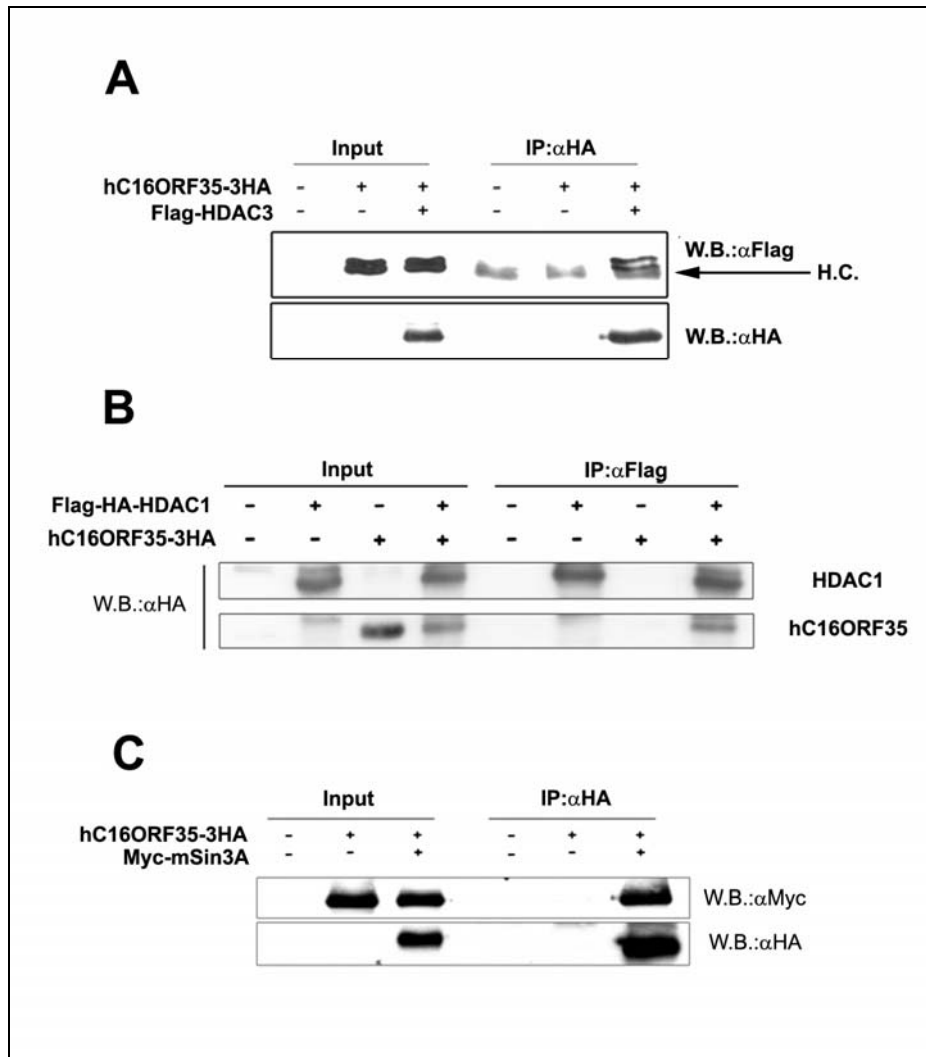 A
Input IP:αHA
hC16ORF35-3HA - + + - + +
Flag-HDAC3 - - + - - +
W.B.:αFlag
H.C.
W.B.:αHA
B
Input IP:αFlag
Flag-HA-HDAC1 - + - + - + - +
hC16ORF35-3HA - - + + - - + +
HDAC1
W.B.:αHA
hC16ORF35
C
Input IP:αHA
hC16ORF35-3HA - + + - + +
Myc-mSin3A - - + - - +
W.B.:αMyc
W.B.:αHA